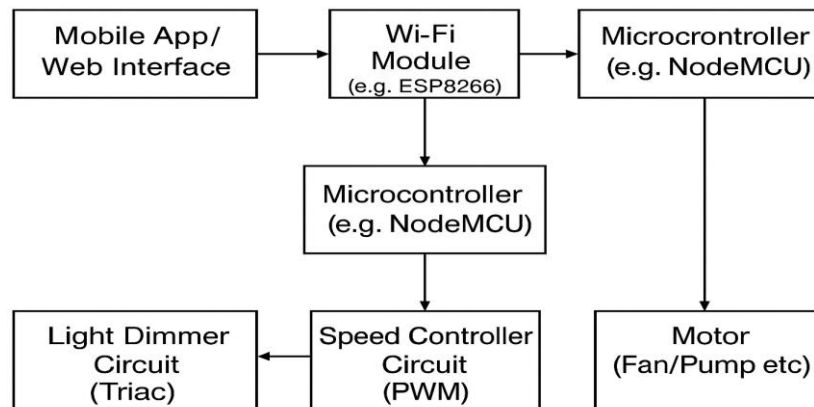 Mobile App/
Web Interface
Wi-Fi
Module
(e.g. ESP8266)
Microcrontroller
(e.g. NodeMCU)
Microcontroller
(e.g. NodeMCU)
Light Dimmer
Circuit
(Triac)
Speed Controller
Circuit
(PWM)
Motor
(Fan/Pump etc)